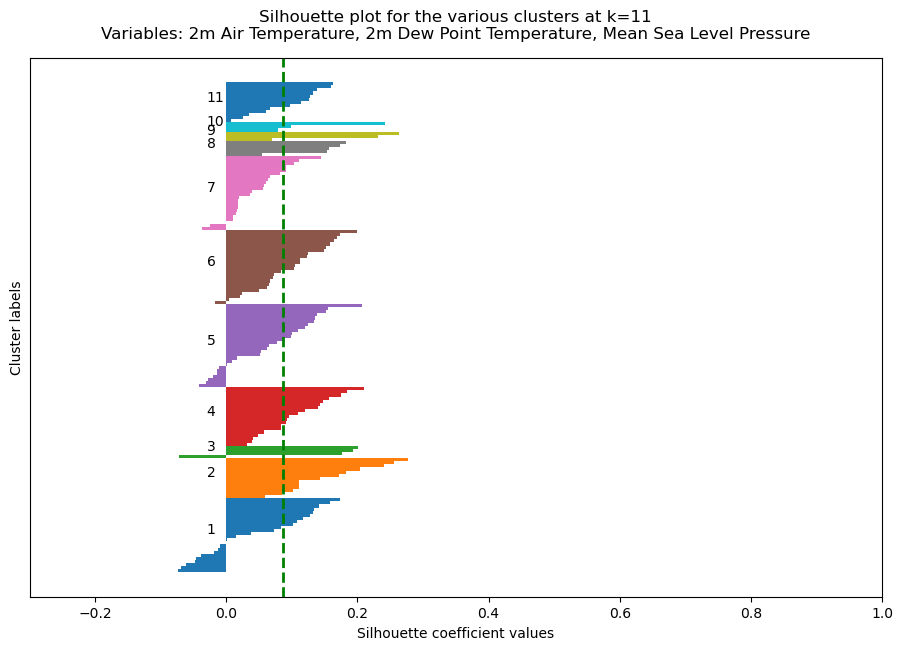 Silhouette plot for the various clusters at k=11
Variables: 2m Air Temperature, 2m Dew Point Temperature, Mean Sea Level Pressure
11
10
9
8
7
6
5
4
3
2
1
Cluster labels
−0.2 0.0 0.2 0.4 0.6 0.8 1.0
Silhouette coefficient values